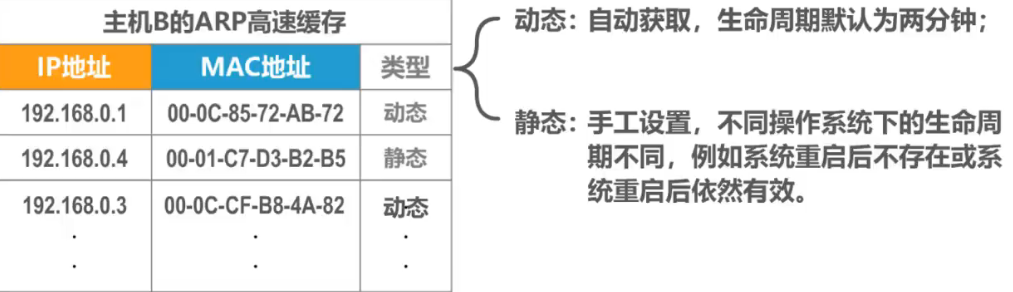 主机B的ARP高速缓存
IP地址 MAC地址 类型
192.168.0.1 00-0C-85-72-AB-72 动态
192.168.0.4 00-01-C7-D3-B2-B5 静态
192.168.0.3 00-0C-CF-B8-4A-82 动态
动态：自动获取，生命周期默认为两分钟；
静态：手工设置，不同操作系统下的生命周
期不同，例如系统重启后不存在或系
统重启后依然有效。